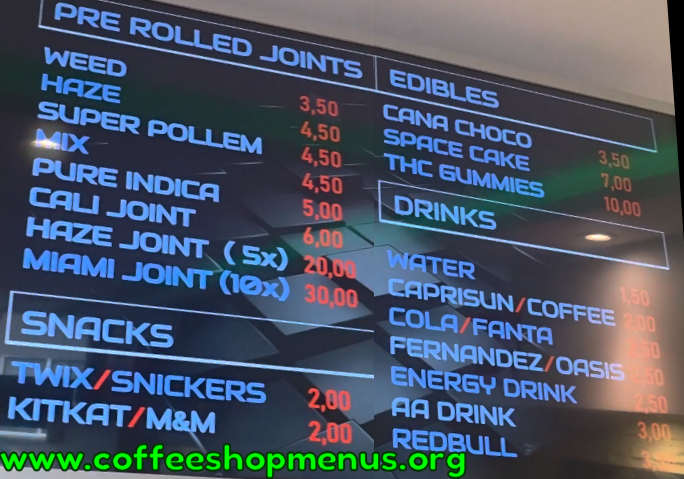 PRE ROLLED JOINTS
WEED 3,50
HAZE 4,50
SUPER POLLEM 4,50
MIX 4,50
PURE INDICA 5,00
CALI JOINT 6,00
HAZE JOINT ( 5x) 20,00
MIAMI JOINT (10x) 30,00
SNACKS
TWIX/SNICKERS 2,00
KITKAT/M&M 2,00
EDIBLES
CANA CHOCO 3,50
SPACE CAKE 7,00
THC GUMMIES 10,00
DRINKS
WATER 1,50
CAPRISUN/COFFEE 2,00
COLA/FANTA
FERNANDEZ/OASIS
ENERGY DRINK 2,50
AA DRINK 3,00
REDBULL
www.coffeeshopmenus.org